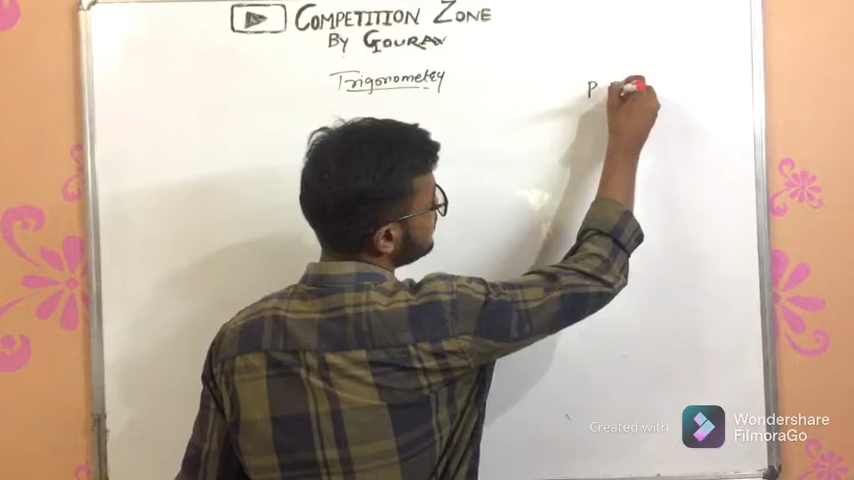 COMPETITION ZONE
By GOURAV
Trigonometry
P
Created with Wondershare FilmoraGo